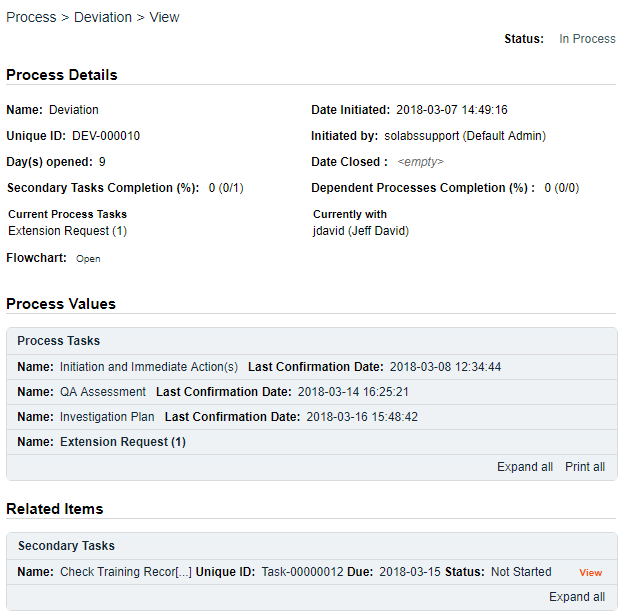 Process > Deviation > View
Status: In Process
Process Details
Name: Deviation Date Initiated: 2018-03-07 14:49:16
Unique ID: DEV-000010 Initiated by: solabssupport (Default Admin)
Day(s) opened: 9 Date Closed : <empty>
Secondary Tasks Completion (%): 0 (0/1) Dependent Processes Completion (%) : 0 (0/0)
Current Process Tasks Currently with
Extension Request (1) jdavid (Jeff David)
Flowchart: Open
Process Values
Process Tasks
Name: Initiation and Immediate Action(s) Last Confirmation Date: 2018-03-08 12:34:44
Name: QA Assessment Last Confirmation Date: 2018-03-14 16:25:21
Name: Investigation Plan Last Confirmation Date: 2018-03-16 15:48:42
Name: Extension Request (1)
Expand all Print all
Related Items
Secondary Tasks
Name: Check Training Recor[...] Unique ID: Task-00000012 Due: 2018-03-15 Status: Not Started View
Expand all